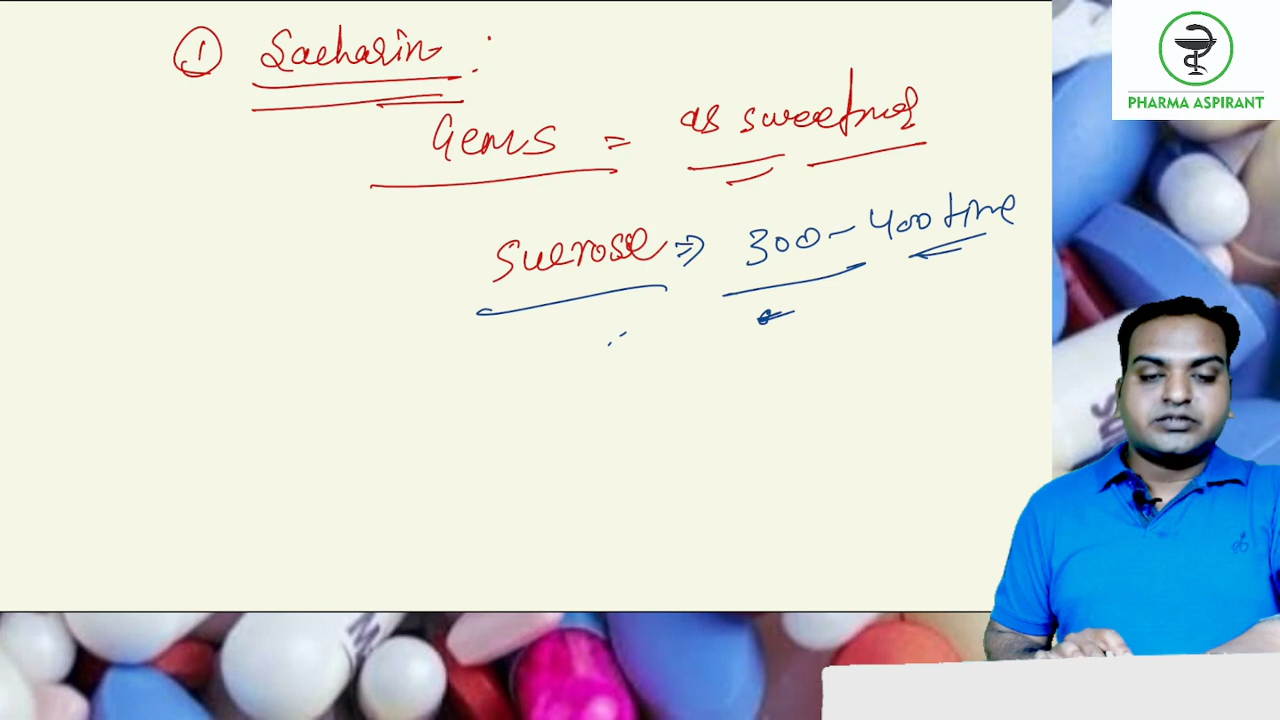 ① Sacharin :
Gems = as sweetner
Sucrose ⇒ 300-400 time
PHARMA ASPIRANT